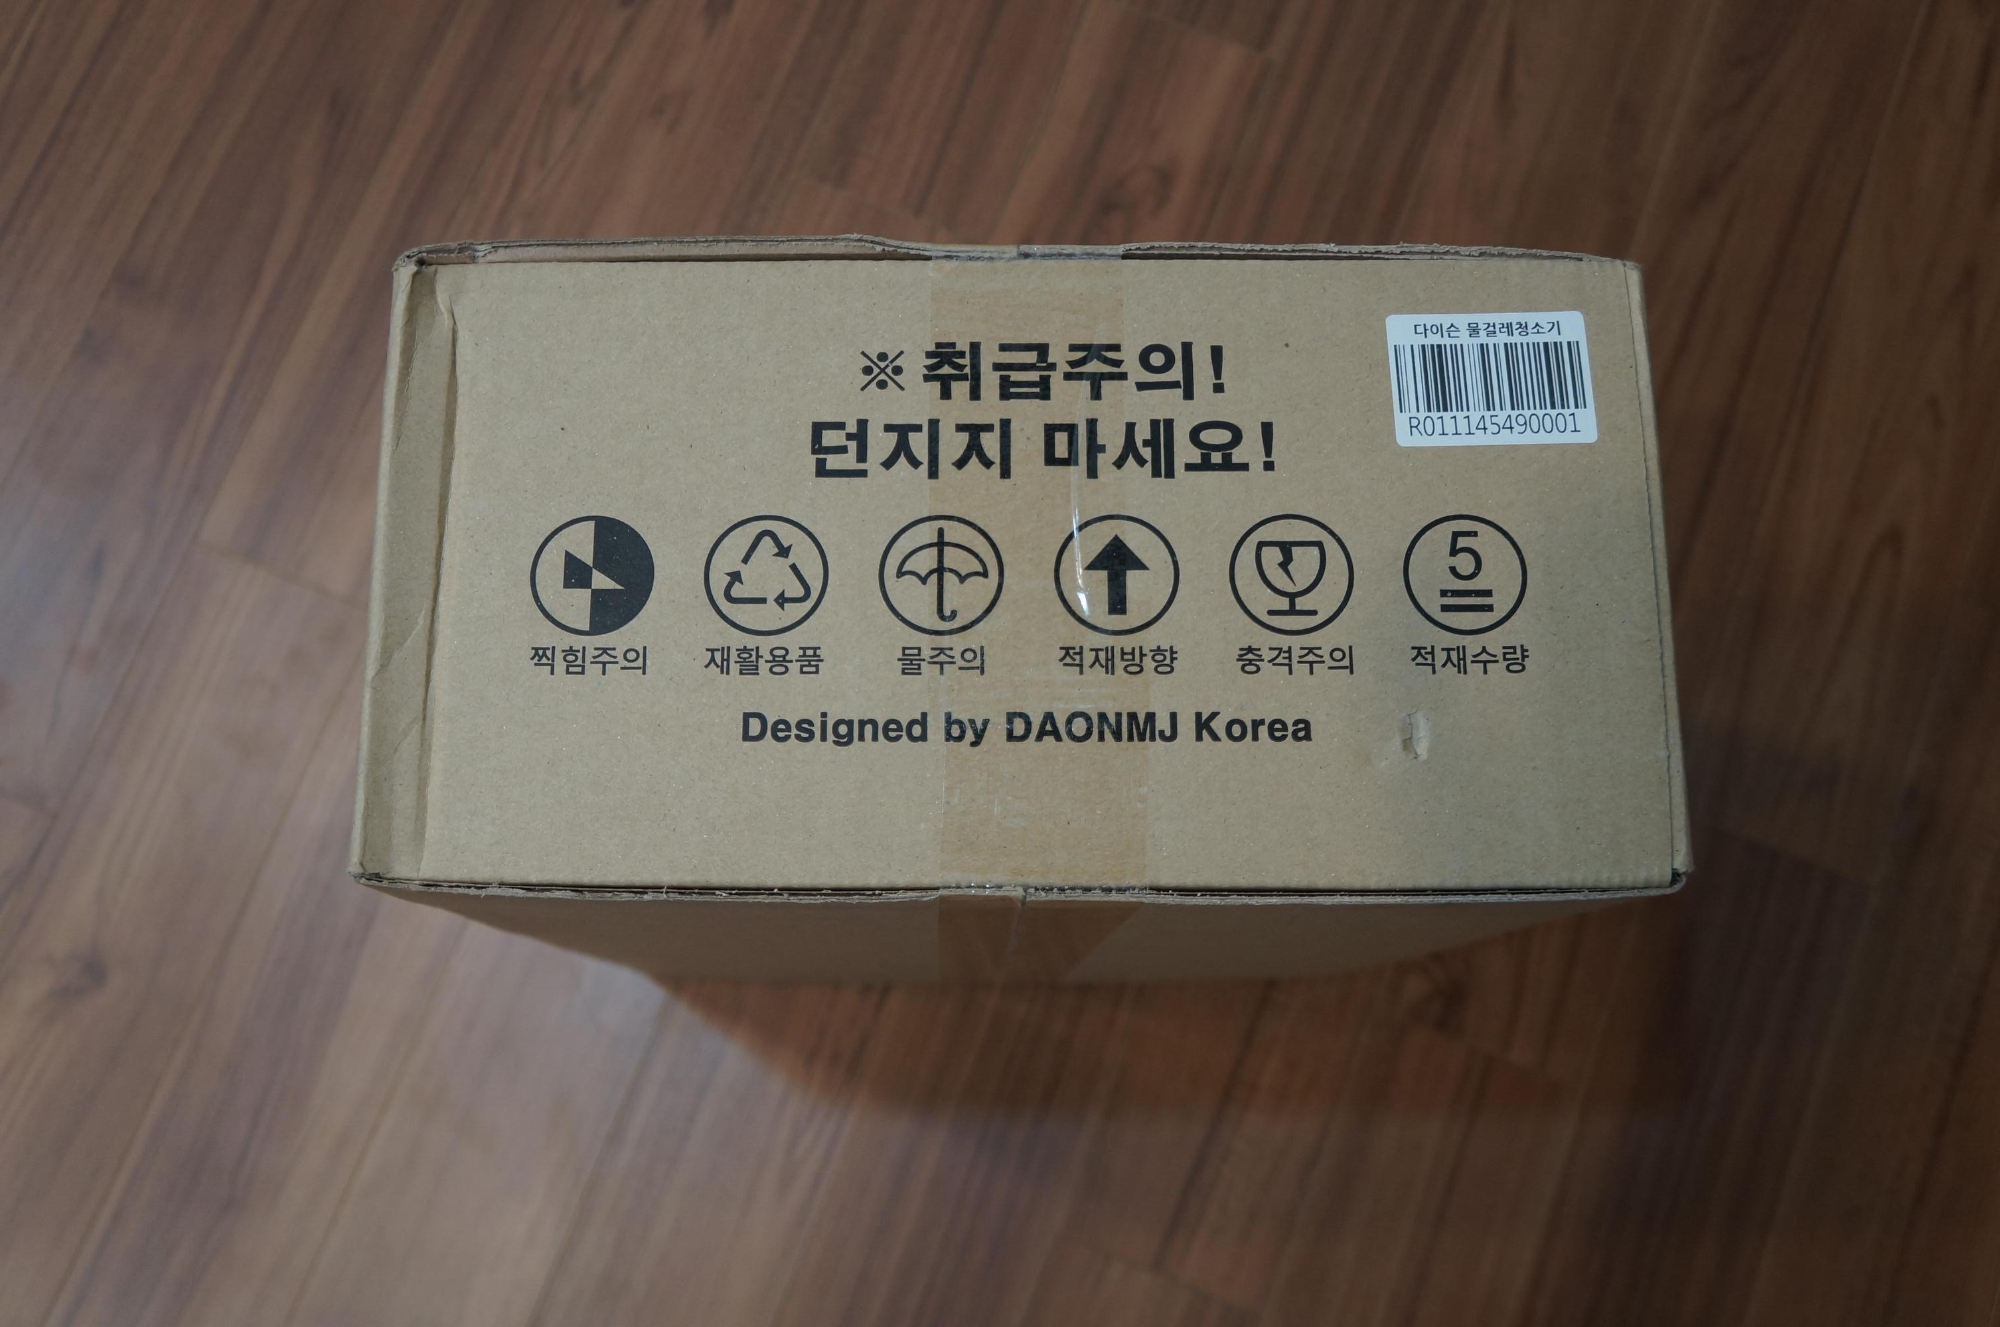 다이슨 물걸레청소기
R011145490001
※취급주의!
던지지 마세요!
5
찍힘주의 재활용품 물주의 적재방향 충격주의 적재수량
Designed by DAONMJ Korea